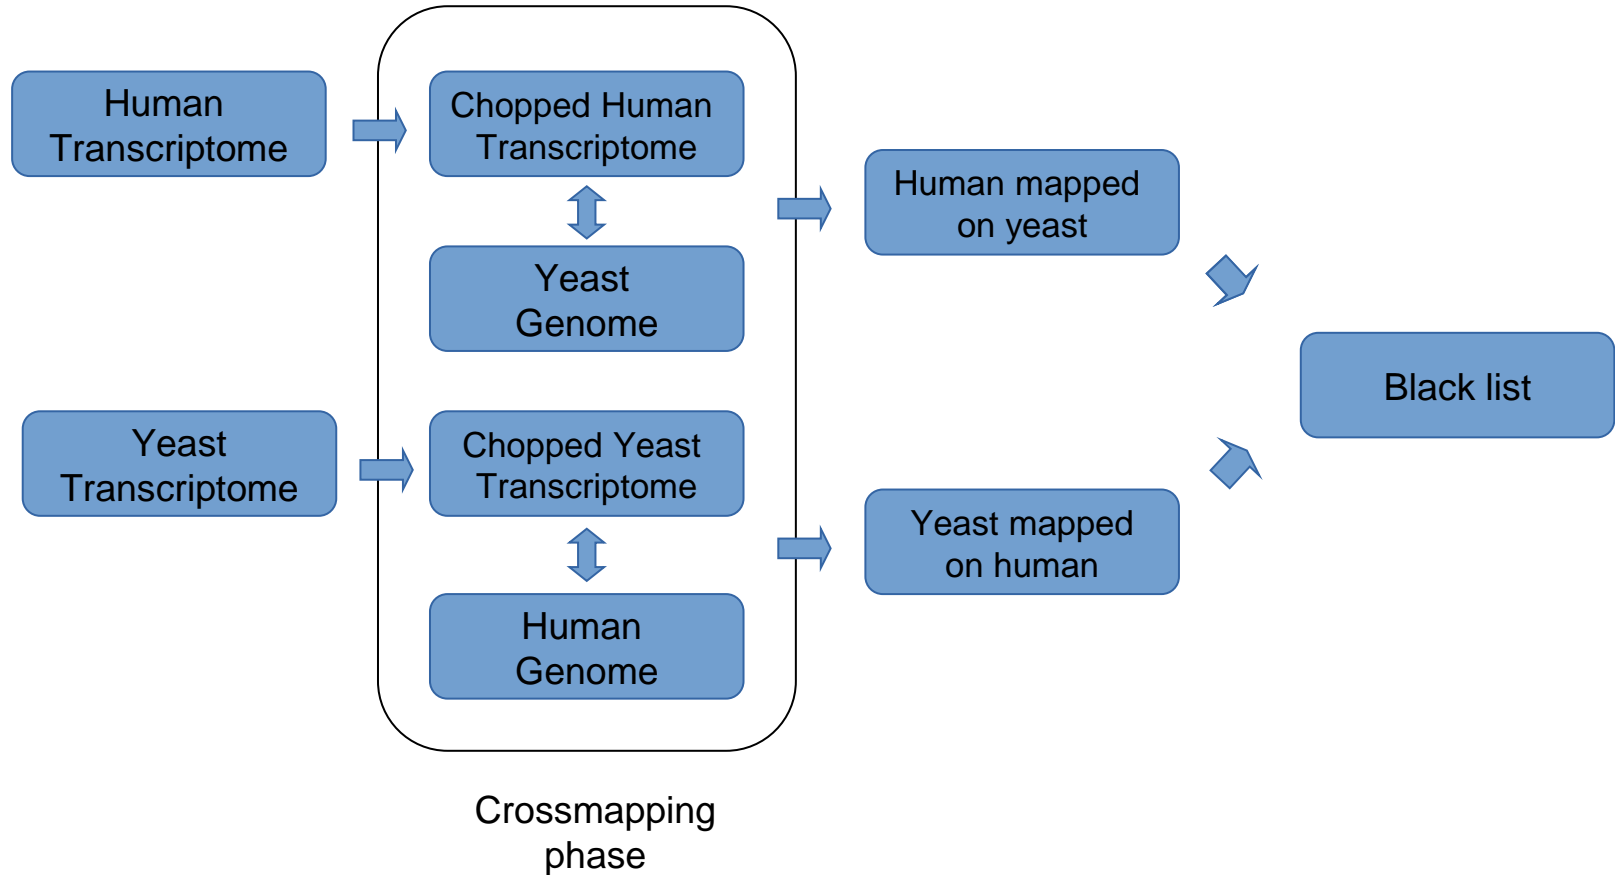 Human
Transcriptome
Chopped Human
Transcriptome
Yeast
Genome
Human mapped
on yeast
Black list
Yeast
Transcriptome
Chopped Yeast
Transcriptome
Human
Genome
Yeast mapped
on human
Crossmapping
phase